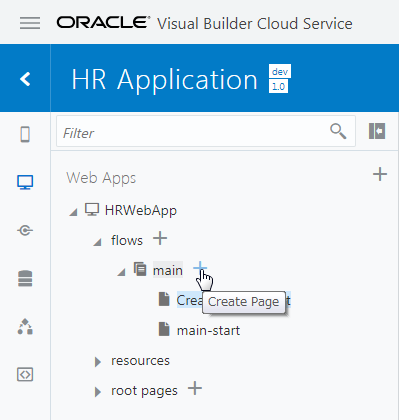 ORACLE Visual Builder Cloud Service
HR Application dev 1.0
Filter
Web Apps
HRWebApp
flows
main
Crea
Create Page
t
main-start
resources
root pages